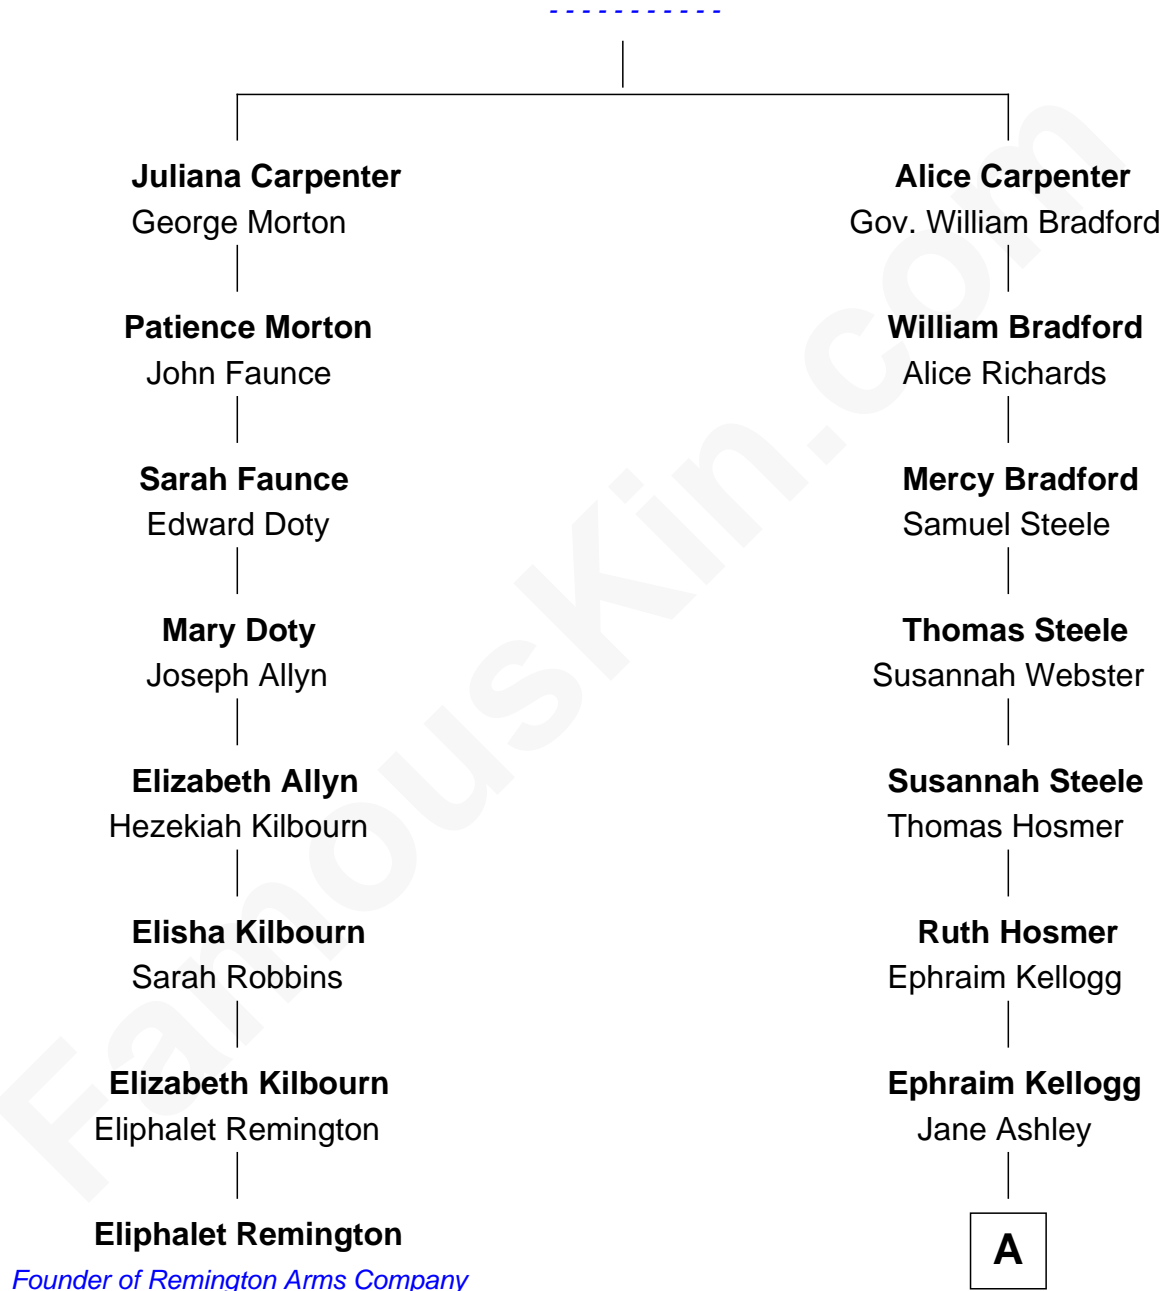 - - - - - - - - - - -
Juliana Carpenter
George Morton
Alice Carpenter
Gov. William Bradford
Patience Morton
John Faunce
William Bradford
Alice Richards
Sarah Faunce
Edward Doty
Mercy Bradford
Samuel Steele
Mary Doty
Joseph Allyn
Thomas Steele
Susannah Webster
Elizabeth Allyn
Hezekiah Kilbourn
Susannah Steele
Thomas Hosmer
Elisha Kilbourn
Sarah Robbins
Ruth Hosmer
Ephraim Kellogg
Elizabeth Kilbourn
Eliphalet Remington
Ephraim Kellogg
Jane Ashley
Eliphalet Remington
Founder of Remington Arms Company
A
FamousKin.com